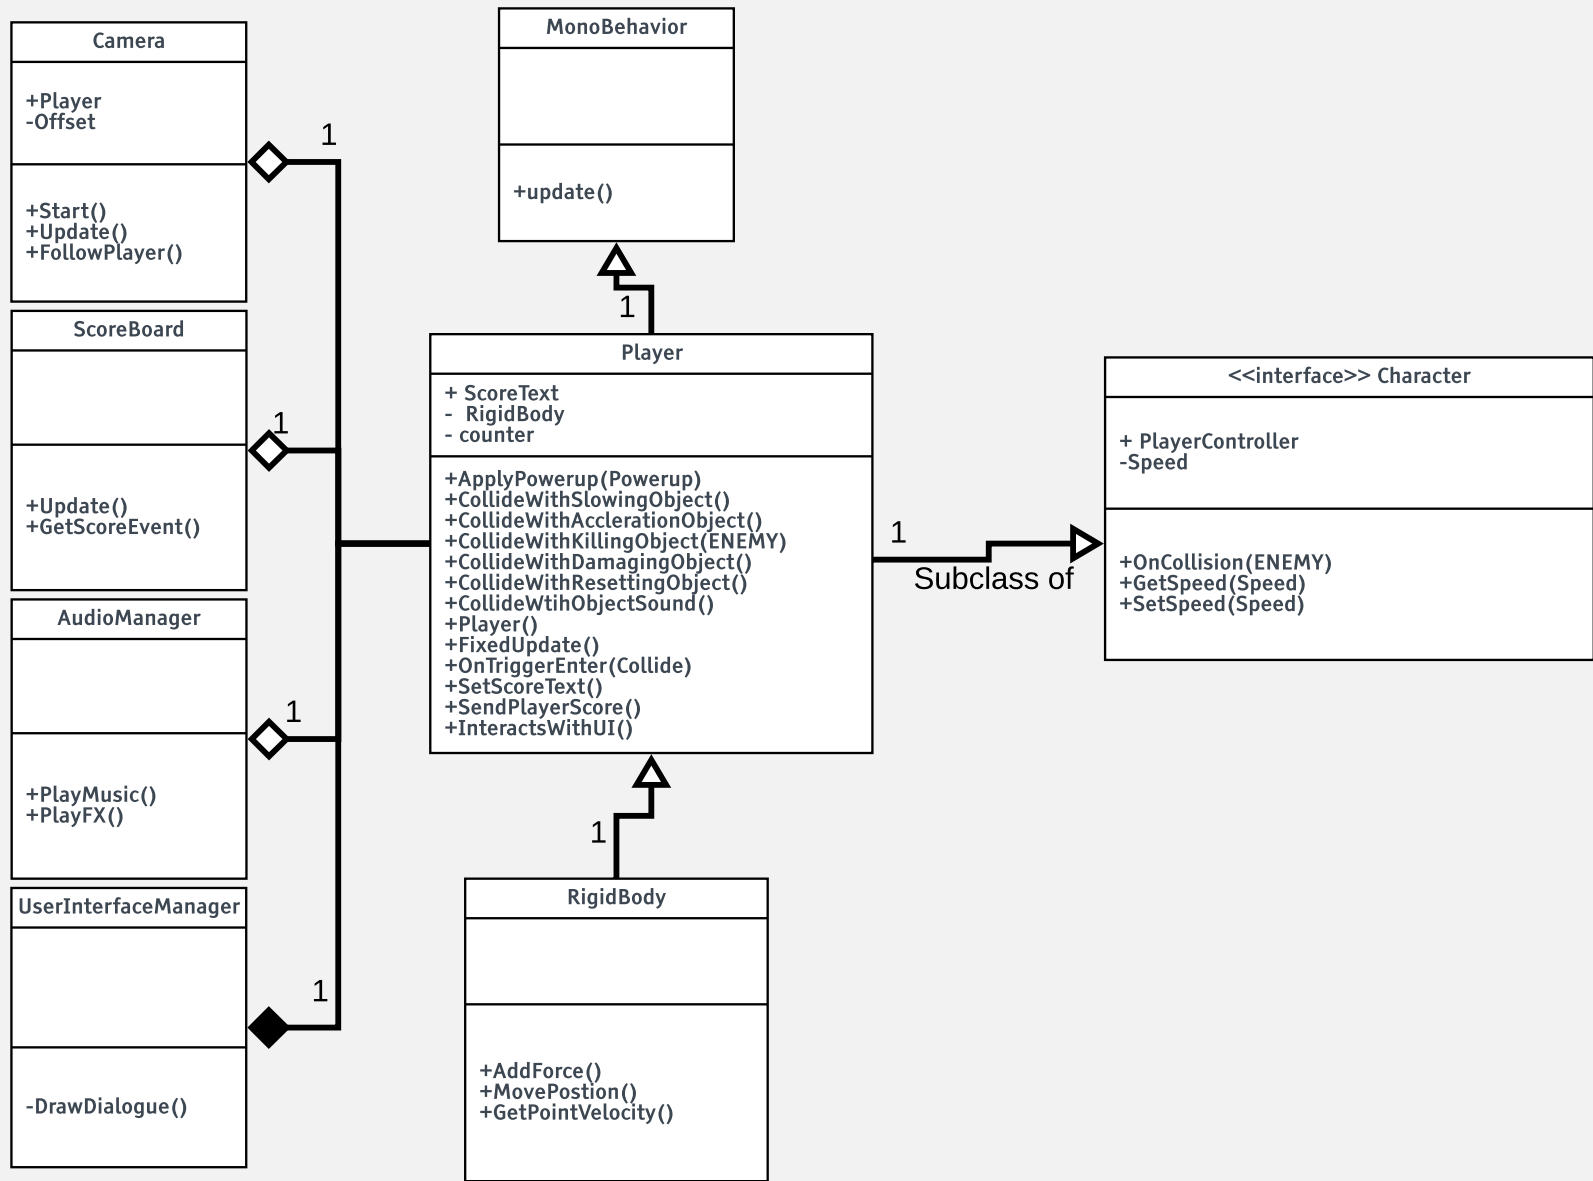 Camera
+Player
-Offset
+Start()
+Update()
+FollowPlayer()
1
ScoreBoard
+Update()
+GetScoreEvent()
1
AudioManager
+PlayMusic()
+PlayFX()
1
UserInterfaceManager
-DrawDialogue()
1
MonoBehavior
+update()
1
Player
+ ScoreText
-  RigidBody
- counter
+ApplyPowerup(Powerup)
+CollideWithSlowingObject()
+CollideWithAcclerationObject()
+CollideWithKillingObject(ENEMY)
+CollideWithDamagingObject()
+CollideWithResettingObject()
+CollideWtihObjectSound()
+Player()
+FixedUpdate()
+OnTriggerEnter(Collide)
+SetScoreText()
+SendPlayerScore()
+InteractsWithUI()
1
RigidBody
+AddForce()
+MovePostion()
+GetPointVelocity()
1
Subclass of
<<interface>> Character
+ PlayerController
-Speed
+OnCollision(ENEMY)
+GetSpeed(Speed)
+SetSpeed(Speed)